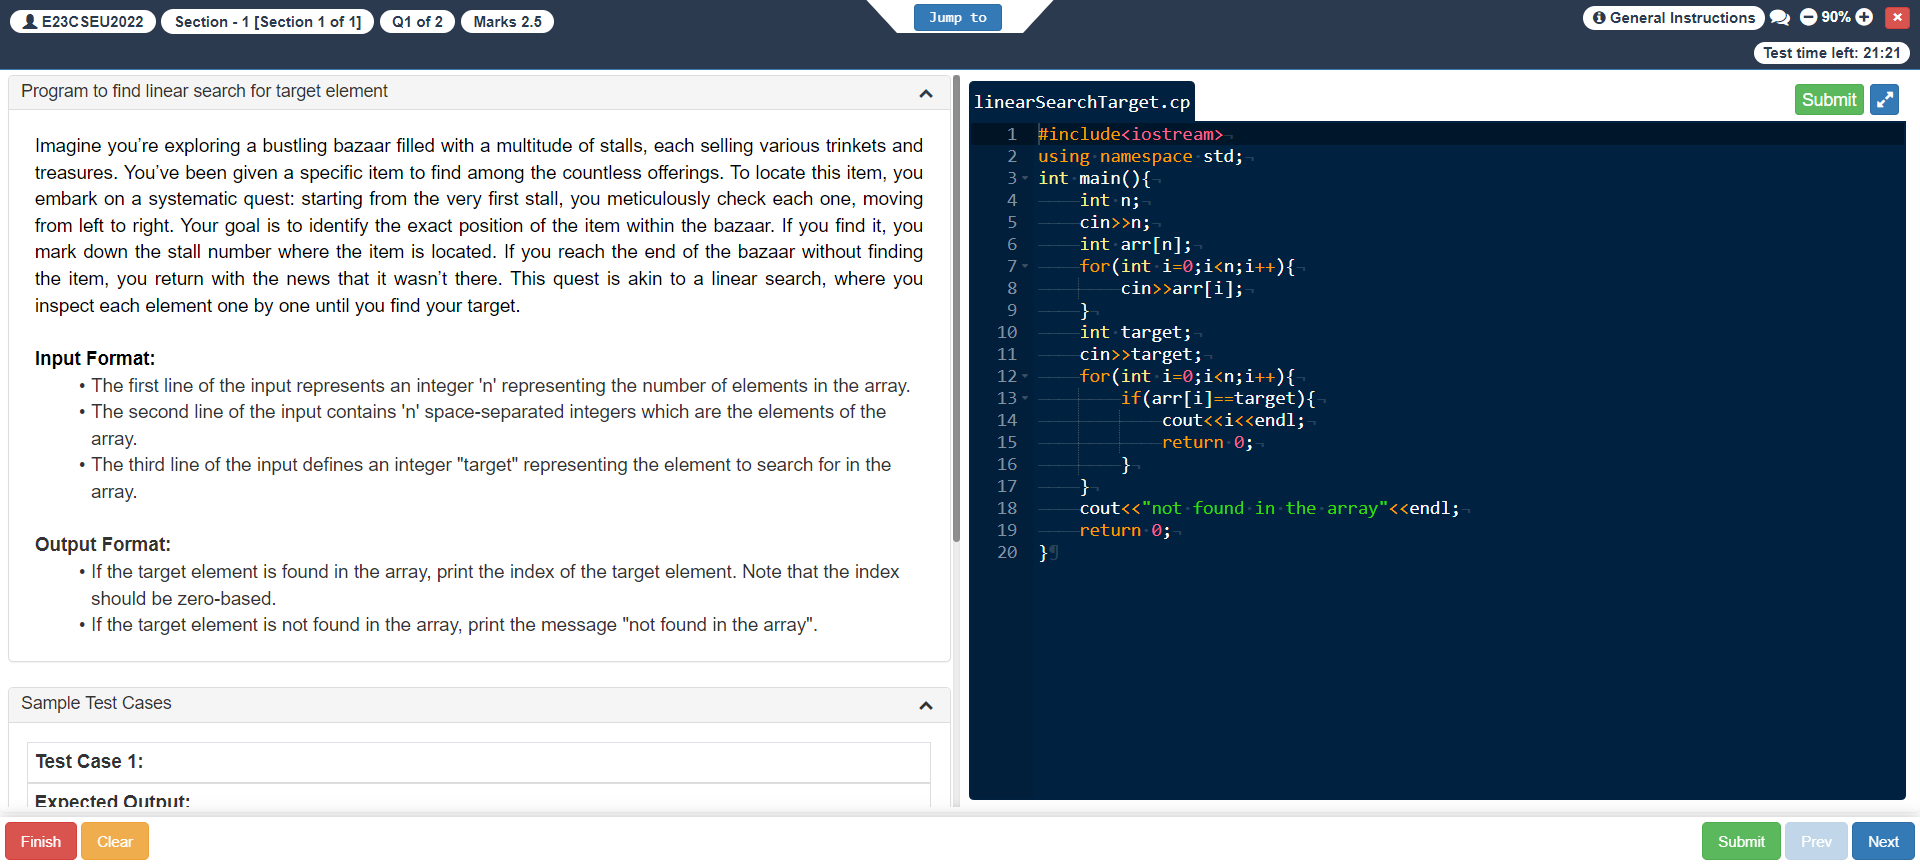 E23CSEU2022 Section - 1 [Section 1 of 1] Q1 of 2 Marks 2.5 Jump to General Instructions 90%
Test time left: 21:21
Program to find linear search for target element
Imagine you're exploring a bustling bazaar filled with a multitude of stalls, each selling various trinkets and
treasures. You've been given a specific item to find among the countless offerings. To locate this item, you
embark on a systematic quest: starting from the very first stall, you meticulously check each one, moving
from left to right. Your goal is to identify the exact position of the item within the bazaar. If you find it, you
mark down the stall number where the item is located. If you reach the end of the bazaar without finding
the item, you return with the news that it wasn't there. This quest is akin to a linear search, where you
inspect each element one by one until you find your target.
Input Format:
• The first line of the input represents an integer 'n' representing the number of elements in the array.
• The second line of the input contains 'n' space-separated integers which are the elements of the
array.
• The third line of the input defines an integer "target" representing the element to search for in the
array.
Output Format:
• If the target element is found in the array, print the index of the target element. Note that the index
should be zero-based.
• If the target element is not found in the array, print the message "not found in the array".
Sample Test Cases
Test Case 1:
Expected Output:
linearSearchTarget.cp
Submit
1 #include<iostream>
2 using namespace std;
3 int main(){
4 int n;
5 cin>>n;
6 int arr[n];
7 for(int i=0;i<n;i++){
8 cin>>arr[i];
9 }
10 int target;
11 cin>>target;
12 for(int i=0;i<n;i++){
13 if(arr[i]==target){
14 cout<<i<<endl;
15 return 0;
16 }
17 }
18 cout<<"not found in the array"<<endl;
19 return 0;
20 }
Finish Clear Submit Prev Next